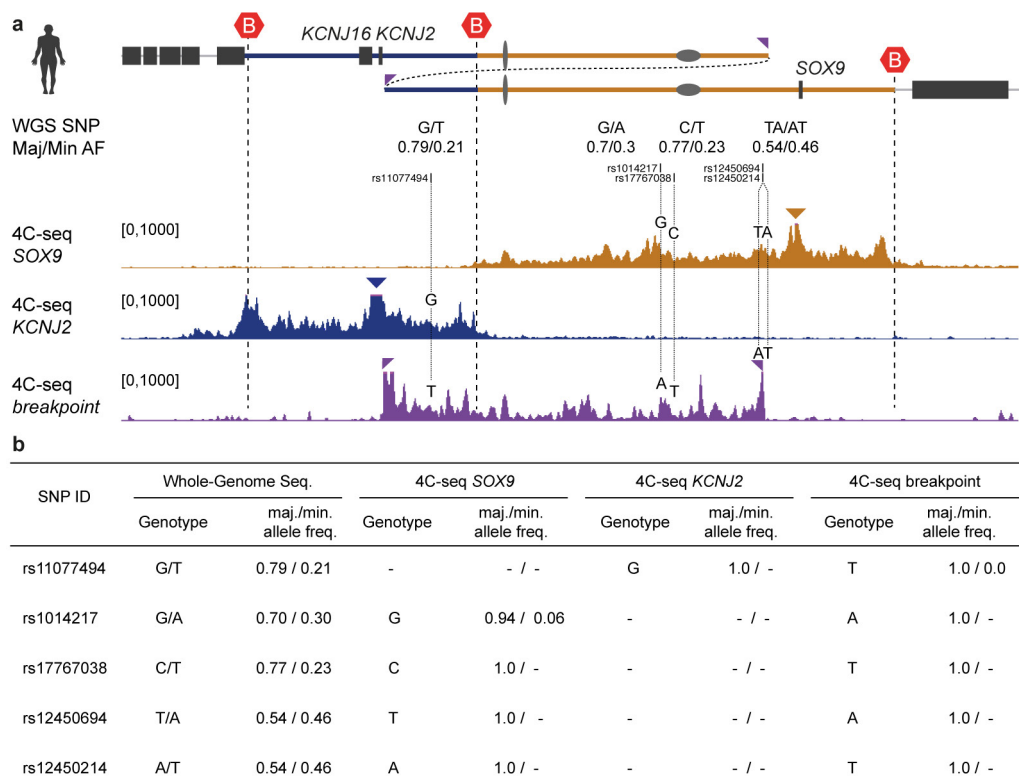 a
B
B
B
KCNJ16 KCNJ2
SOX9
WGS SNP
Maj/Min AF
G/T
0.79/0.21
G/A
0.7/0.3
C/T
0.77/0.23
TA/AT
0.54/0.46
rs11077494
rs1014217
rs17767038
rs12450694
rs12450214
4C-seq
SOX9
[0,1000]
G
C
TA
4C-seq
KCNJ2
[0,1000]
G
4C-seq
breakpoint
[0,1000]
T
A
T
AT
b
SNP ID Whole-Genome Seq. 4C-seq SOX9 4C-seq KCNJ2 4C-seq breakpoint
Genotype maj./min. allele freq. Genotype maj./min. allele freq. Genotype maj./min. allele freq. Genotype maj./min. allele freq.
rs11077494 G/T 0.79 / 0.21 - - / - G 1.0 / - T 1.0 / 0.0
rs1014217 G/A 0.70 / 0.30 G 0.94 / 0.06 - - / - A 1.0 / -
rs17767038 C/T 0.77 / 0.23 C 1.0 / - - - / - T 1.0 / -
rs12450694 T/A 0.54 / 0.46 T 1.0 / - - - / - A 1.0 / -
rs12450214 A/T 0.54 / 0.46 A 1.0 / - - - / - T 1.0 / -